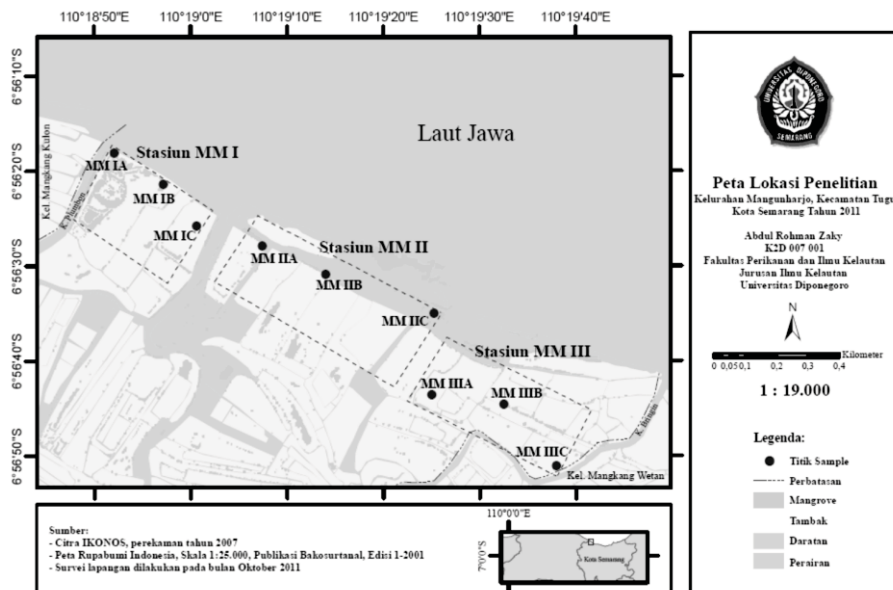 110°18'50"E 110°19'0"E 110°19'10"E 110°19'20"E 110°19'30"E 110°19'40"E
6°56'10"S
6°56'20"S
6°56'30"S
6°56'40"S
6°56'50"S
Laut Jawa
Kel. Mangkang Kulon
Stasiun MM I
MM IA
MM IB
MM IC
Stasiun MM II
MM IIA
MM IIB
MM IIC
Stasiun MM III
MM IIIA
MM IIIB
MM IIIC
Kel. Mangkang Wetan
UNIVERSITAS DIPONEGORO
SEMARANG
Peta Lokasi Penelitian
Kelurahan Mangunharjo, Kecamatan Tugu
Kota Semarang Tahun 2011
Abdul Rohman Zaky
K2D 007 001
Fakultas Perikanan dan Ilmu Kelautan
Jurusan Ilmu Kelautan
Universitas Diponegoro
N
0 0,05 0,1 0,2 0,3 0,4
Kilometer
1 : 19.000
Legenda:
Titik Sample
Perbatasan
Mangrove
Tambak
Daratan
Perairan
Sumber:
- Citra IKONOS, perekaman tahun 2007
- Peta Rupabumi Indonesia, Skala 1:25.000, Publikasi Bakosurtanal, Edisi 1-2001
- Survei lapangan dilakukan pada bulan Oktober 2011
110°0'0"E
7°0'0"S
Kota Semarang